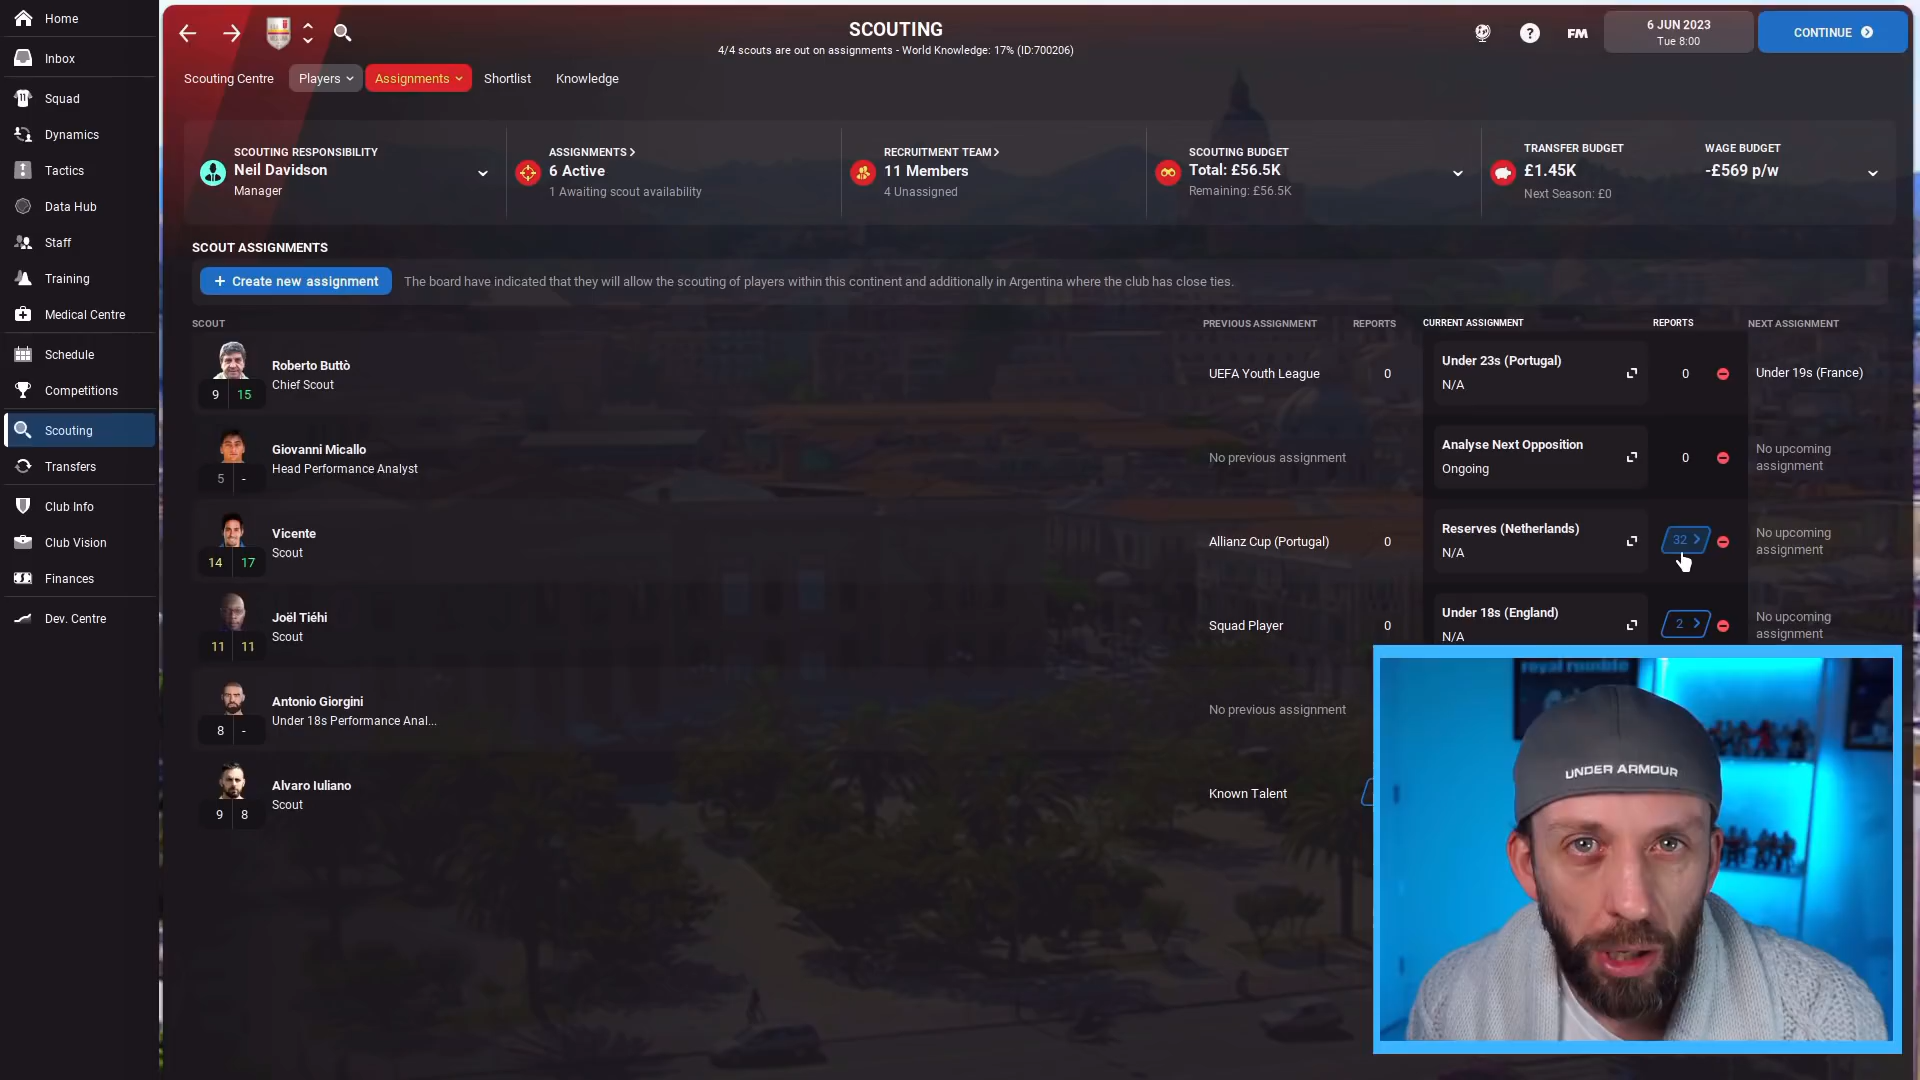 Home
Inbox
Squad
Dynamics
Tactics
Data Hub
Staff
Training
Medical Centre
Schedule
Competitions
Scouting
Transfers
Club Info
Club Vision
Finances
Dev. Centre
SCOUTING
4/4 scouts are out on assignments - World Knowledge: 17% (ID:700206)
?
FM
6 JUN 2023
Tue 8:00
CONTINUE
Scouting Centre
Players
Assignments
Shortlist
Knowledge
SCOUTING RESPONSIBILITY
Neil Davidson
Manager
ASSIGNMENTS
6 Active
1 Awaiting scout availability
RECRUITMENT TEAM
11 Members
4 Unassigned
SCOUTING BUDGET
Total: £56.5K
Remaining: £56.5K
TRANSFER BUDGET
£1.45K
Next Season: £0
WAGE BUDGET
-£569 p/w
SCOUT ASSIGNMENTS
+ Create new assignment
The board have indicated that they will allow the scouting of players within this continent and additionally in Argentina where the club has close ties.
SCOUT
PREVIOUS ASSIGNMENT
REPORTS
CURRENT ASSIGNMENT
REPORTS
NEXT ASSIGNMENT
9 15
Roberto Buttò
Chief Scout
UEFA Youth League
0
Under 23s (Portugal)
N/A
0
Under 19s (France)
5 -
Giovanni Micallo
Head Performance Analyst
No previous assignment
Analyse Next Opposition
Ongoing
0
No upcoming
assignment
14 17
Vicente
Scout
Allianz Cup (Portugal)
0
Reserves (Netherlands)
N/A
32
No upcoming
assignment
11 11
Joël Tiéhi
Scout
Squad Player
0
Under 18s (England)
N/A
2
No upcoming
assignment
8 -
Antonio Giorgini
Under 18s Performance Anal...
No previous assignment
9 8
Alvaro Iuliano
Scout
Known Talent
royal rumble
UNDER ARMOUR